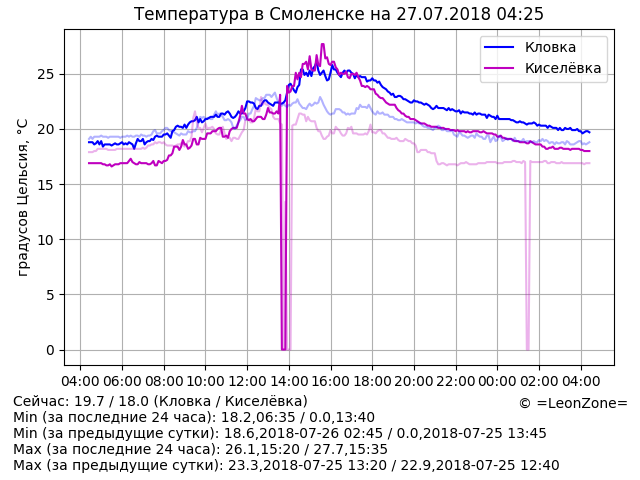 Температура в Смоленске на 27.07.2018 04:25
Кловка
Киселёвка
градусов Цельсия, °C
25
20
15
10
5
0
04:00 06:00 08:00 10:00 12:00 14:00 16:00 18:00 20:00 22:00 00:00 02:00 04:00
Сейчас: 19.7 / 18.0 (Кловка / Киселёвка)
© =LeonZone=
Min (за последние 24 часа): 18.2,06:35 / 0.0,13:40
Min (за предыдущие сутки): 18.6,2018-07-26 02:45 / 0.0,2018-07-25 13:45
Max (за последние 24 часа): 26.1,15:20 / 27.7,15:35
Max (за предыдущие сутки): 23.3,2018-07-25 13:20 / 22.9,2018-07-25 12:40